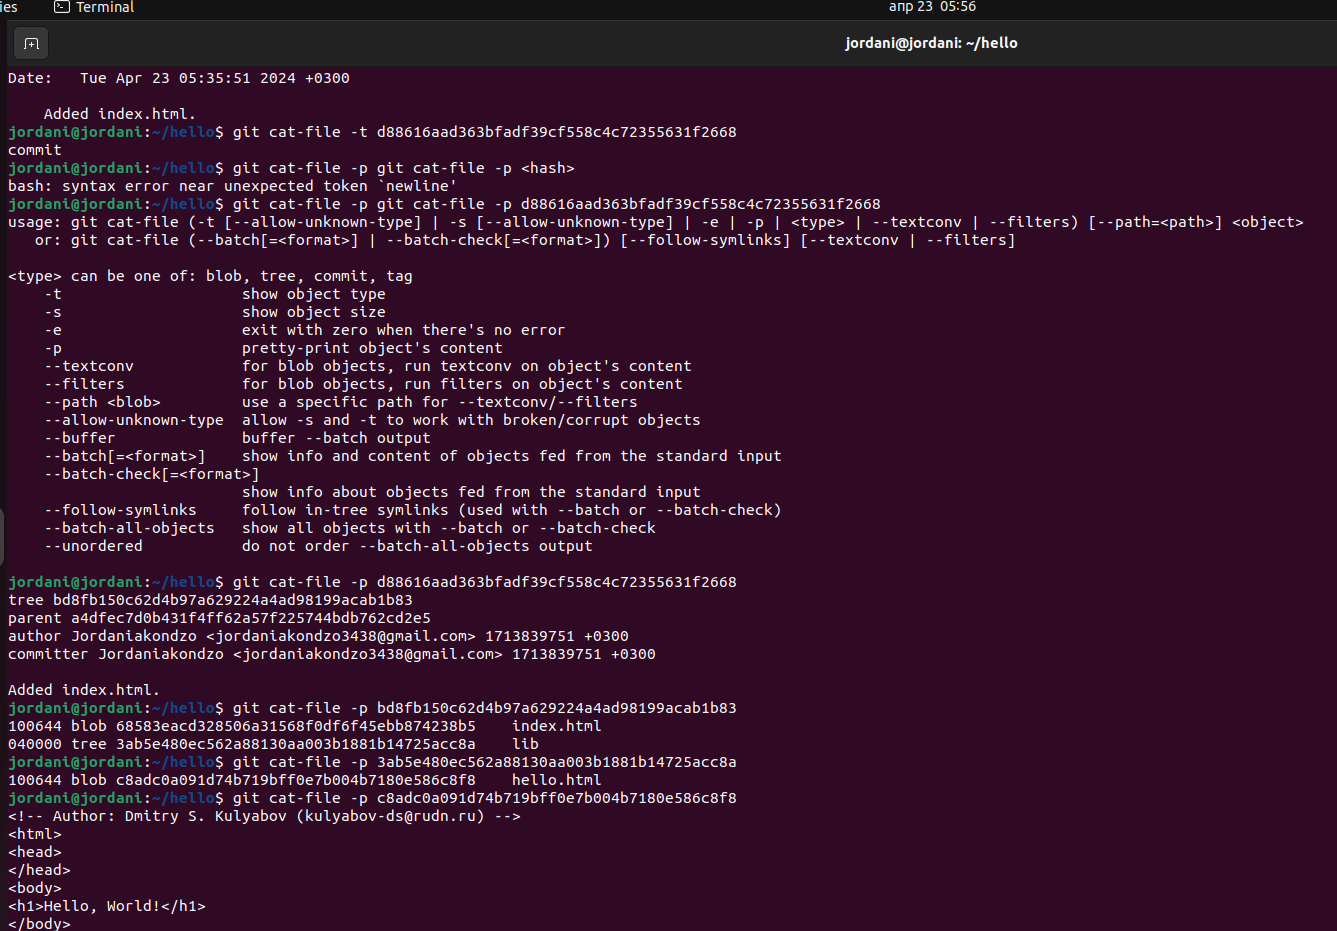 ies Terminal апр 23 05:56
jordani@jordani: ~/hello
Date:   Tue Apr 23 05:35:51 2024 +0300
    Added index.html.
jordani@jordani:~/hello$ git cat-file -t d88616aad363bfadf39cf558c4c72355631f2668
commit
jordani@jordani:~/hello$ git cat-file -p git cat-file -p <hash>
bash: syntax error near unexpected token `newline'
jordani@jordani:~/hello$ git cat-file -p git cat-file -p d88616aad363bfadf39cf558c4c72355631f2668
usage: git cat-file (-t [--allow-unknown-type] | -s [--allow-unknown-type] | -e | -p | <type> | --textconv | --filters) [--path=<path>] <object>
   or: git cat-file (--batch[=<format>] | --batch-check[=<format>]) [--follow-symlinks] [--textconv | --filters]
<type> can be one of: blob, tree, commit, tag
    -t                    show object type
    -s                    show object size
    -e                    exit with zero when there's no error
    -p                    pretty-print object's content
    --textconv            for blob objects, run textconv on object's content
    --filters             for blob objects, run filters on object's content
    --path <blob>         use a specific path for --textconv/--filters
    --allow-unknown-type  allow -s and -t to work with broken/corrupt objects
    --buffer              buffer --batch output
    --batch[=<format>]    show info and content of objects fed from the standard input
    --batch-check[=<format>]
                          show info about objects fed from the standard input
    --follow-symlinks     follow in-tree symlinks (used with --batch or --batch-check)
    --batch-all-objects   show all objects with --batch or --batch-check
    --unordered           do not order --batch-all-objects output
jordani@jordani:~/hello$ git cat-file -p d88616aad363bfadf39cf558c4c72355631f2668
tree bd8fb150c62d4b97a629224a4ad98199acab1b83
parent a4dfec7d0b431f4ff62a57f225744bdb762cd2e5
author Jordaniakondzo <jordaniakondzo3438@gmail.com> 1713839751 +0300
committer Jordaniakondzo <jordaniakondzo3438@gmail.com> 1713839751 +0300
Added index.html.
jordani@jordani:~/hello$ git cat-file -p bd8fb150c62d4b97a629224a4ad98199acab1b83
100644 blob 68583eacd328506a31568f0df6f45ebb874238b5    index.html
040000 tree 3ab5e480ec562a88130aa003b1881b14725acc8a    lib
jordani@jordani:~/hello$ git cat-file -p 3ab5e480ec562a88130aa003b1881b14725acc8a
100644 blob c8adc0a091d74b719bff0e7b004b7180e586c8f8    hello.html
jordani@jordani:~/hello$ git cat-file -p c8adc0a091d74b719bff0e7b004b7180e586c8f8
<!-- Author: Dmitry S. Kulyabov (kulyabov-ds@rudn.ru) -->
<html>
<head>
</head>
<body>
<h1>Hello, World!</h1>
</body>